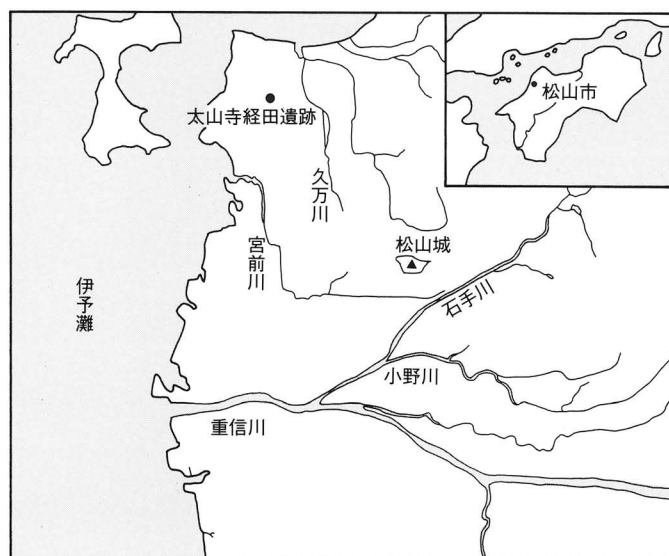 松山市
太山寺経田遺跡
久万川
宮前川
松山城
石手川
伊予灘
小野川
重信川